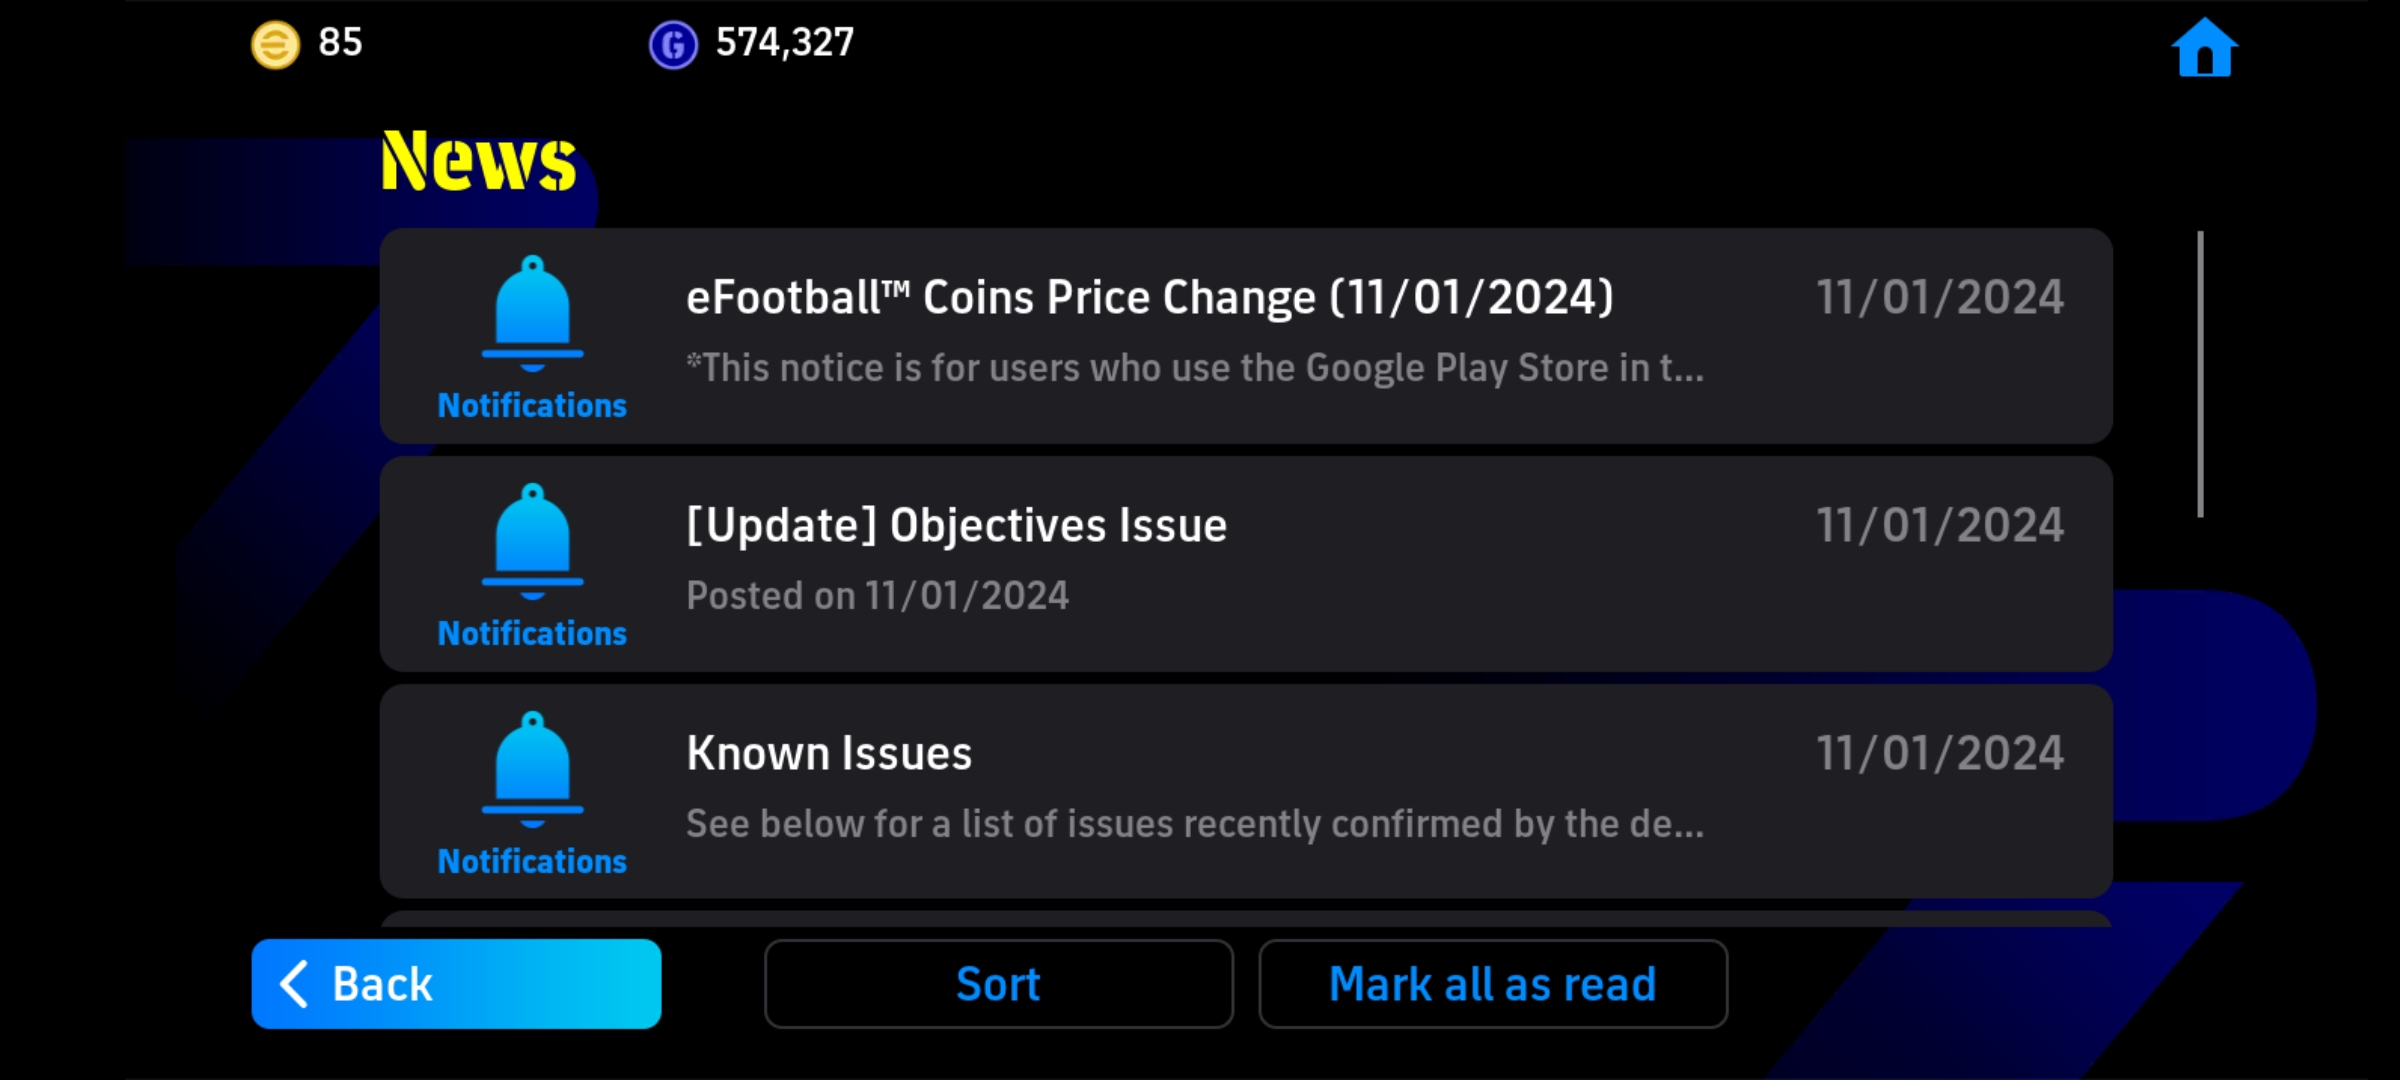 85
574,327
News
eFootball™ Coins Price Change (11/01/2024)
11/01/2024
*This notice is for users who use the Google Play Store in t...
Notifications
[Update] Objectives Issue
11/01/2024
Posted on 11/01/2024
Notifications
Known Issues
11/01/2024
See below for a list of issues recently confirmed by the de...
Notifications
Back
Sort
Mark all as read